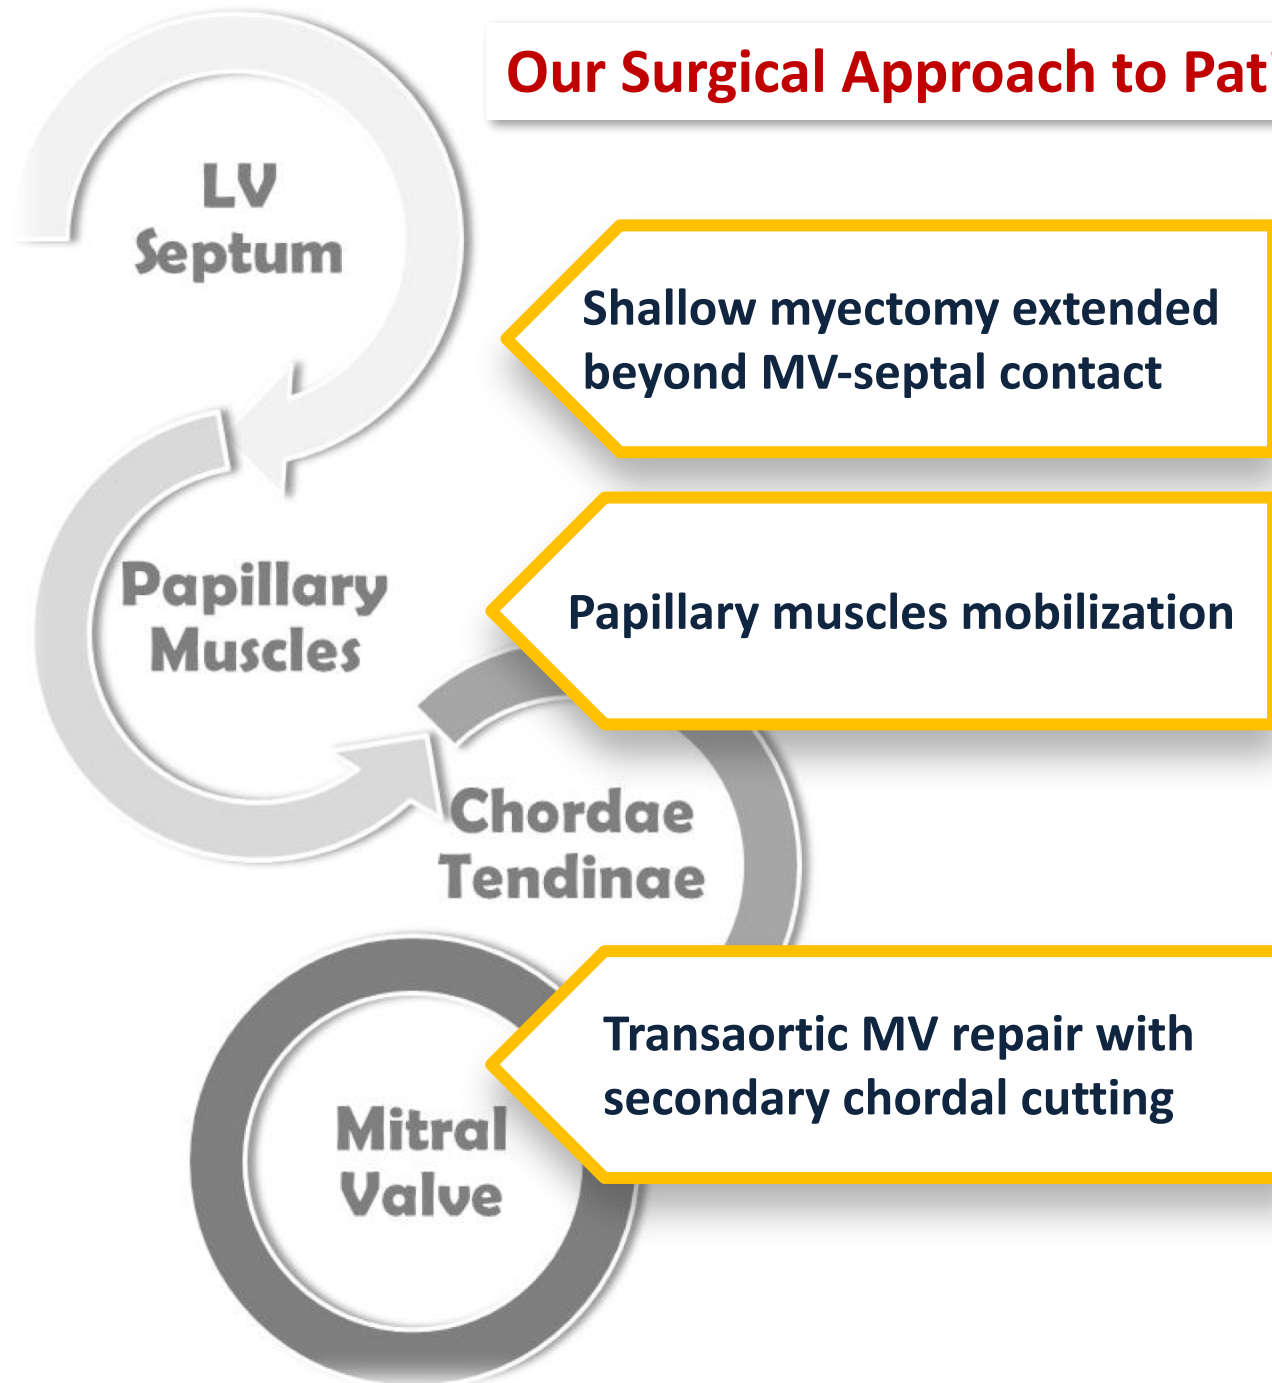 Our Surgical Approach to Pat
LV
Septum
Shallow myectomy extended
beyond MV-septal contact
Papillary
Muscles
Papillary muscles mobilization
Chordae
Tendinae
Transaortic MV repair with
secondary chordal cutting
Mitral
Valve